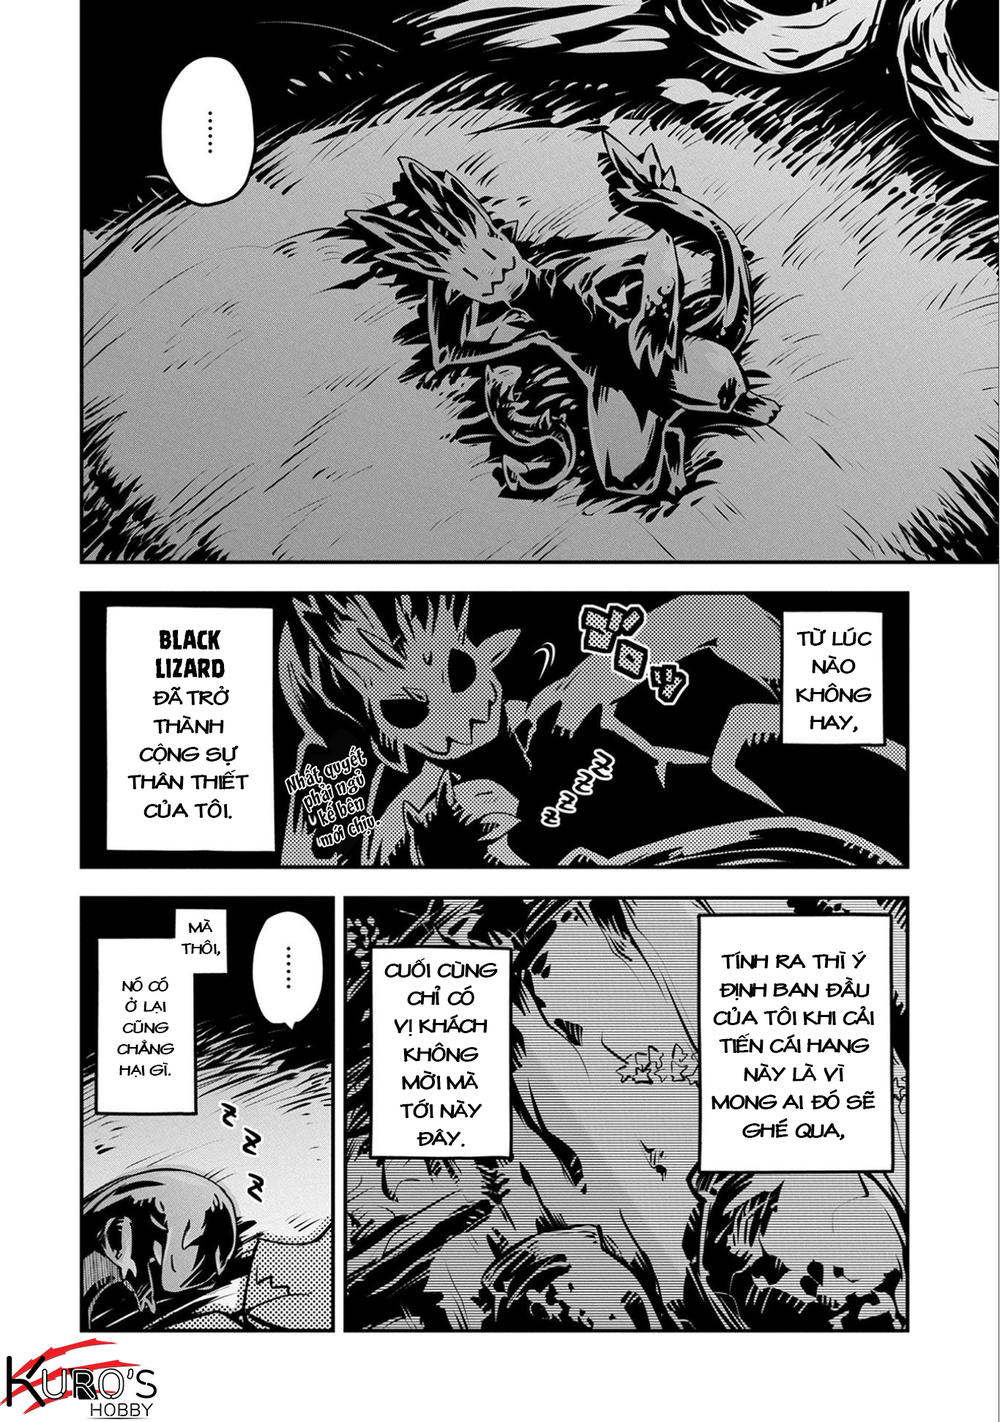 ......
TỪ LÚC
NÀO
KHÔNG
HAY,
BLACK
LIZARD
ĐÃ TRỞ
THÀNH
CỘNG SỰ
THÂN THIẾT
CỦA TÔI.
Nhất quyết
phải ngủ
kế bên
mới chịu.
TÍNH RA THÌ Ý
ĐỊNH BAN ĐẦU
CỦA TÔI KHI CẢI
TIẾN CÁI HANG
NÀY LÀ VÌ
MONG AI ĐÓ SẼ
GHÉ QUA,
CUỐI CÙNG
CHỈ CÓ
VỊ KHÁCH
KHÔNG
MỜI MÀ
TỚI NÀY
ĐÂY.
......
MÀ
THÔI,
NÓ CÓ
Ở LẠI
CŨNG
CHẲNG
HẠI GÌ.
KURO'S
HOBBY